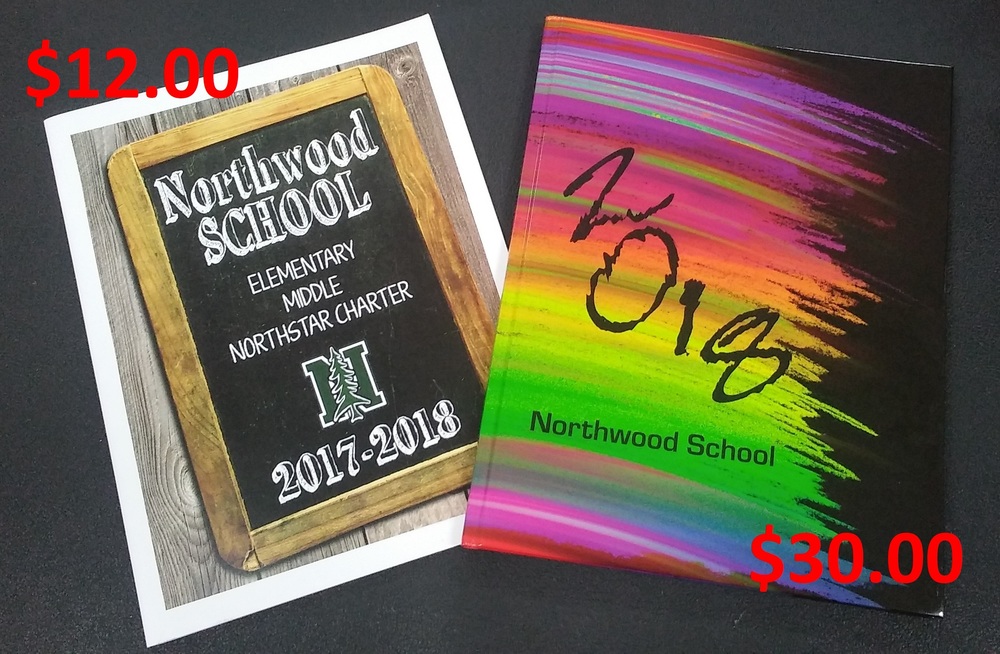 $12.00
Northwood
SCHOOL
ELEMENTARY
MIDDLE
NORTHSTAR CHARTER
N
2017-2018
2018
Northwood School
$30.00